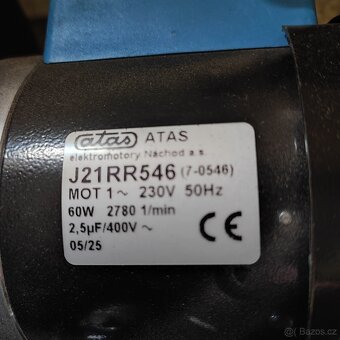 atas ATAS
elektromotory Náchod a.s.
J21RR546 (7-0546)
MOT 1~ 230V 50Hz
60W 2780 1/min
2,5µF/400V ~
05/25
CE
© Bazos.cz